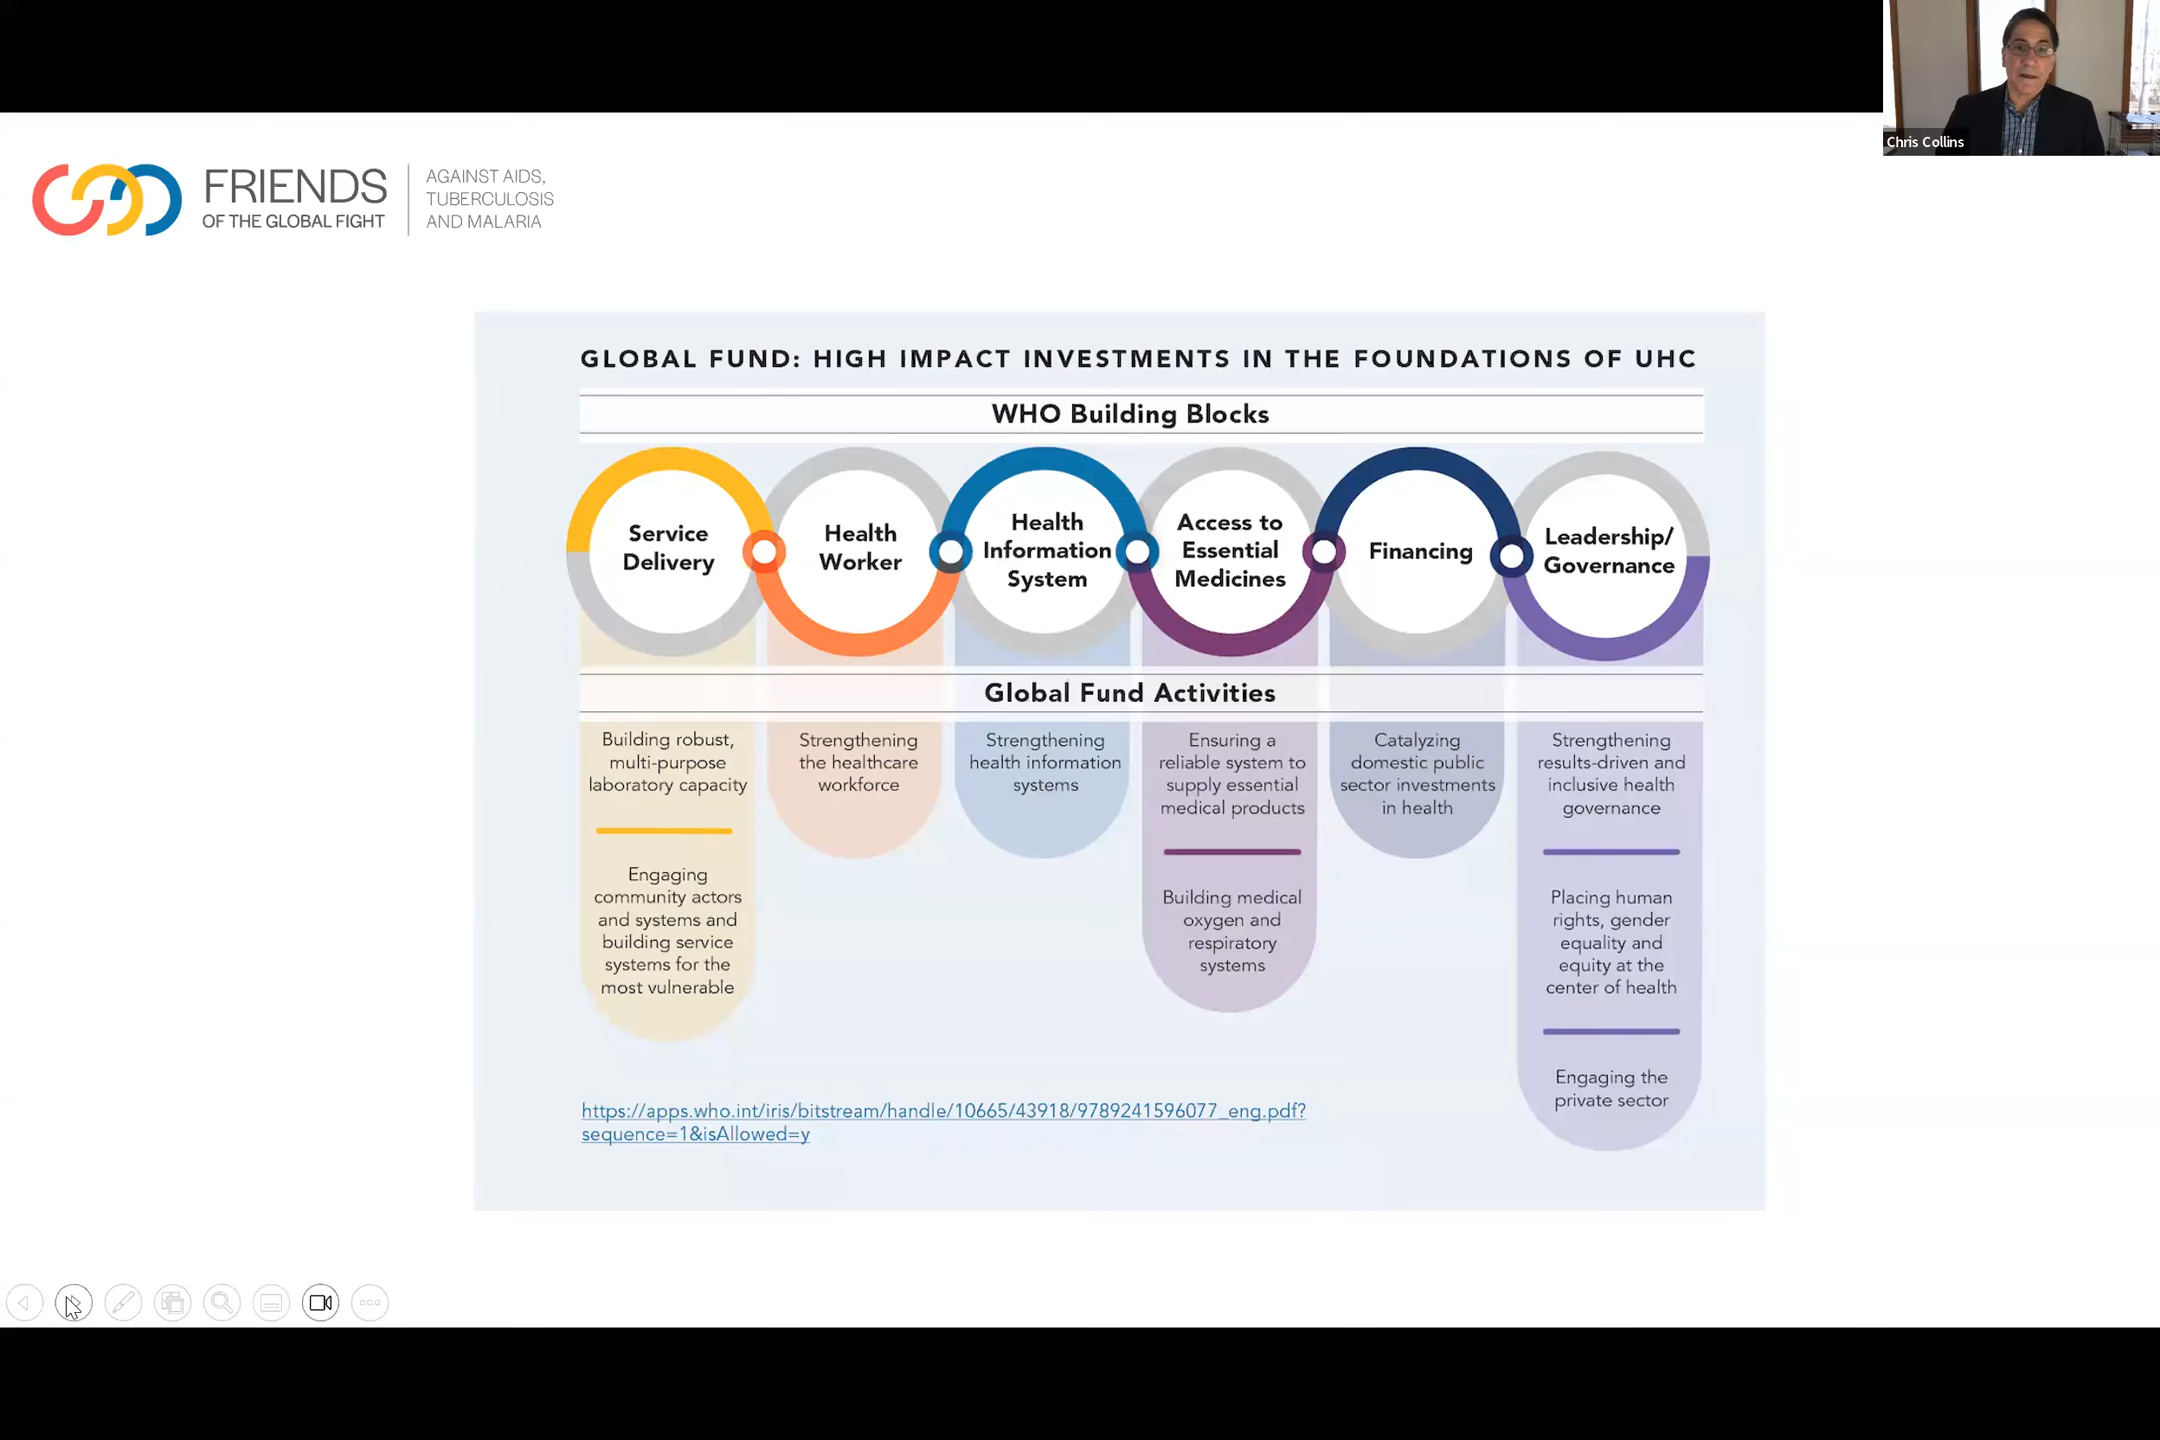 Chris Collins
FRIENDS
OF THE GLOBAL FIGHT
AGAINST AIDS,
TUBERCULOSIS
AND MALARIA
GLOBAL FUND: HIGH IMPACT INVESTMENTS IN THE FOUNDATIONS OF UHC
WHO Building Blocks
Service
Delivery
Health
Worker
Health
Information
System
Access to
Essential
Medicines
Financing
Leadership/
Governance
Global Fund Activities
Building robust,
multi-purpose
laboratory capacity
Engaging
community actors
and systems and
building service
systems for the
most vulnerable
Strengthening
the healthcare
workforce
Strengthening
health information
systems
Ensuring a
reliable system to
supply essential
medical products
Building medical
oxygen and
respiratory
systems
Catalyzing
domestic public
sector investments
in health
Strengthening
results-driven and
inclusive health
governance
Placing human
rights, gender
equality and
equity at the
center of health
Engaging the
private sector
https://apps.who.int/iris/bitstream/handle/10665/43918/9789241596077_eng.pdf?
sequence=1&isAllowed=y